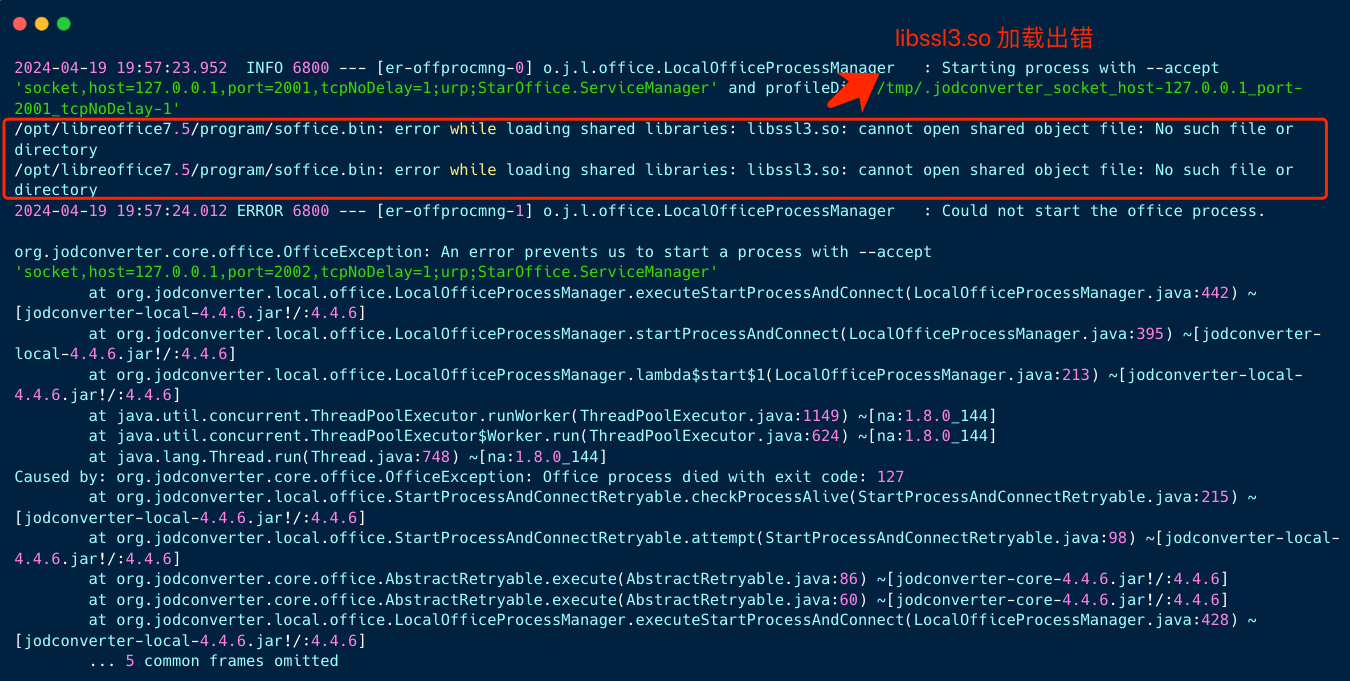 libssl3.so 加载出错
2024-04-19 19:57:23.952  INFO 6800 --- [er-offprocmng-0] o.j.l.office.LocalOfficeProcessManager   : Starting process with --accept
'socket,host=127.0.0.1,port=2001,tcpNoDelay=1;urp;StarOffice.ServiceManager' and profileDi /tmp/.jodconverter_socket_host-127.0.0.1_port-
2001_tcpNoDelay-1'
/opt/libreoffice7.5/program/soffice.bin: error while loading shared libraries: libssl3.so: cannot open shared object file: No such file or
directory
/opt/libreoffice7.5/program/soffice.bin: error while loading shared libraries: libssl3.so: cannot open shared object file: No such file or
directory
2024-04-19 19:57:24.012 ERROR 6800 --- [er-offprocmng-1] o.j.l.office.LocalOfficeProcessManager   : Could not start the office process.
org.jodconverter.core.office.OfficeException: An error prevents us to start a process with --accept
'socket,host=127.0.0.1,port=2002,tcpNoDelay=1;urp;StarOffice.ServiceManager'
        at org.jodconverter.local.office.LocalOfficeProcessManager.executeStartProcessAndConnect(LocalOfficeProcessManager.java:442) ~
[jodconverter-local-4.4.6.jar!/:4.4.6]
        at org.jodconverter.local.office.LocalOfficeProcessManager.startProcessAndConnect(LocalOfficeProcessManager.java:395) ~[jodconverter-
local-4.4.6.jar!/:4.4.6]
        at org.jodconverter.local.office.LocalOfficeProcessManager.lambda$start$1(LocalOfficeProcessManager.java:213) ~[jodconverter-local-
4.4.6.jar!/:4.4.6]
        at java.util.concurrent.ThreadPoolExecutor.runWorker(ThreadPoolExecutor.java:1149) ~[na:1.8.0_144]
        at java.util.concurrent.ThreadPoolExecutor$Worker.run(ThreadPoolExecutor.java:624) ~[na:1.8.0_144]
        at java.lang.Thread.run(Thread.java:748) ~[na:1.8.0_144]
Caused by: org.jodconverter.core.office.OfficeException: Office process died with exit code: 127
        at org.jodconverter.local.office.StartProcessAndConnectRetryable.checkProcessAlive(StartProcessAndConnectRetryable.java:215) ~
[jodconverter-local-4.4.6.jar!/:4.4.6]
        at org.jodconverter.local.office.StartProcessAndConnectRetryable.attempt(StartProcessAndConnectRetryable.java:98) ~[jodconverter-local-
4.4.6.jar!/:4.4.6]
        at org.jodconverter.core.office.AbstractRetryable.execute(AbstractRetryable.java:86) ~[jodconverter-core-4.4.6.jar!/:4.4.6]
        at org.jodconverter.core.office.AbstractRetryable.execute(AbstractRetryable.java:60) ~[jodconverter-core-4.4.6.jar!/:4.4.6]
        at org.jodconverter.local.office.LocalOfficeProcessManager.executeStartProcessAndConnect(LocalOfficeProcessManager.java:428) ~
[jodconverter-local-4.4.6.jar!/:4.4.6]
        ... 5 common frames omitted